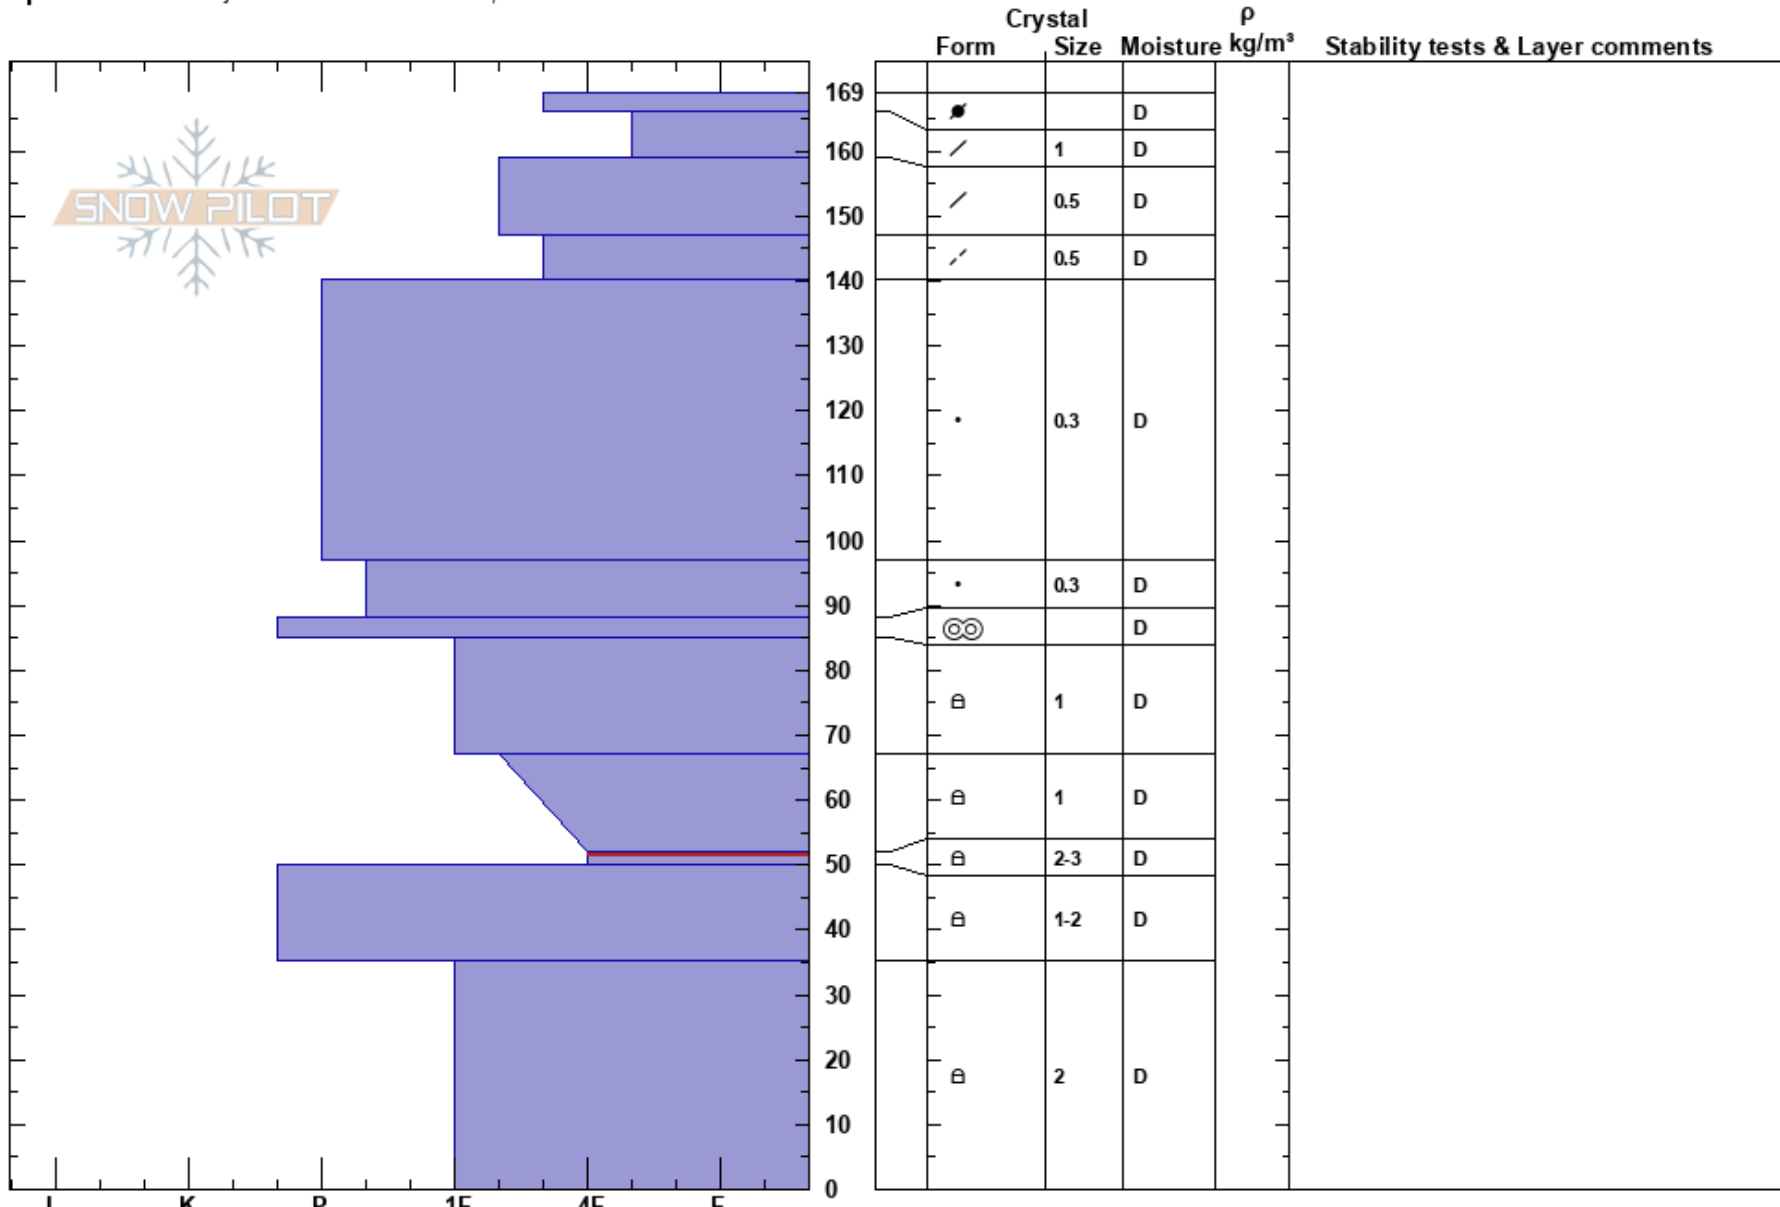 Crystal ρ
Form Size Moisture kg/m³ Stability tests & Layer comments
SNOW PILOT
169
D
160 1 D
0.5 D
150
0.5 D
140
130
120 0.3 D
110
100
0.3 D
90
D
80
1 D
70
60 1 D
50 2-3 D
40 1-2 D
30
20 2 D
10
0
I K P 1F 4F F